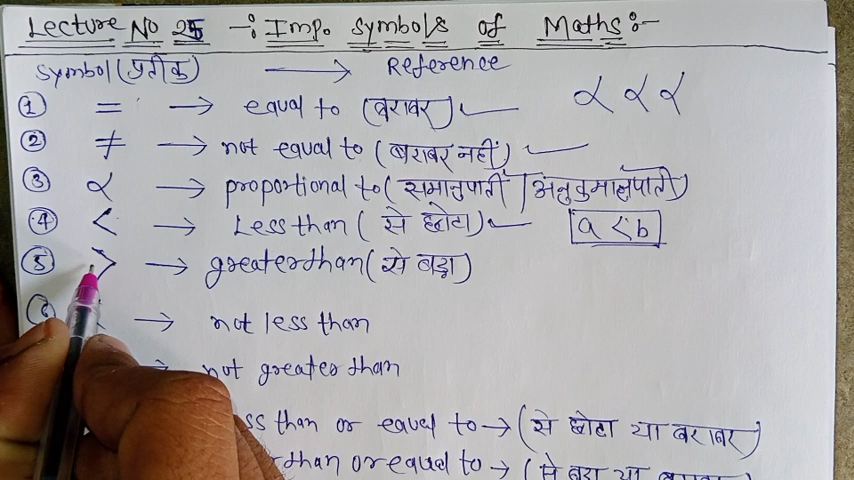 Lecture No 25 -: Imp. Symbols of Maths:-
Symbol(प्रतीक) → Reference
① = → equal to (बराबर) ∝ ∝ ∝
② ≠ → not equal to (बराबर नहीं)
③ ∝ → proportional to (समानुपाती / अनुक्रमानुपाती)
④ < → Less than ( से छोटा) a < b
⑤ > → greater than (से बड़ा)
⑥ → not less than
→ not greater than
ss than or equal to → (से छोटा या बराबर)
than or equal to → (से बरा या